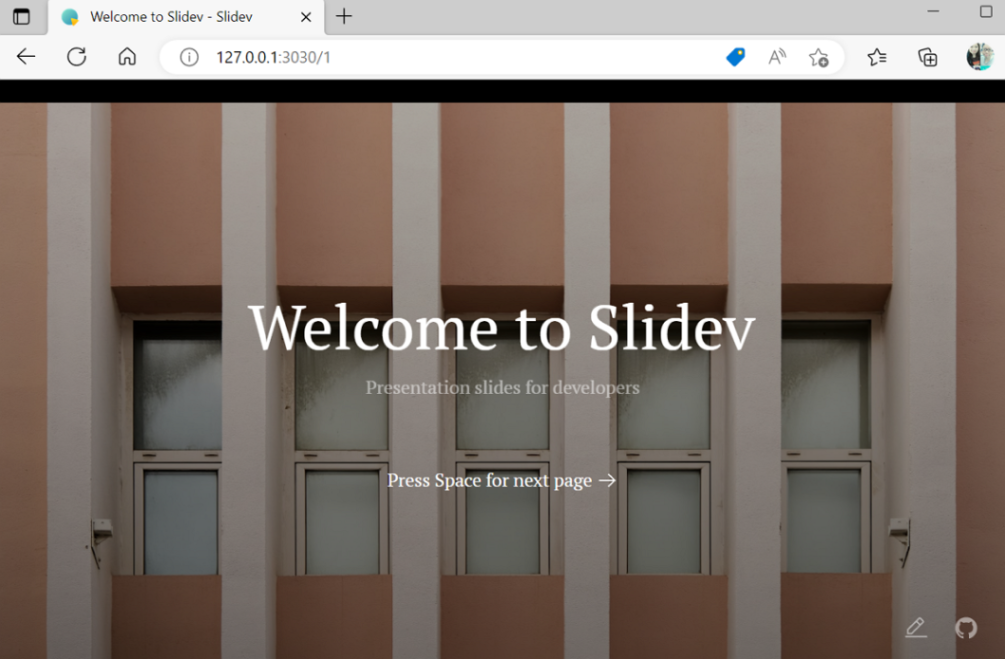 Welcome to Slidev - Slidev
127.0.0.1:3030/1
Welcome to Slidev
Presentation slides for developers
Press Space for next page →